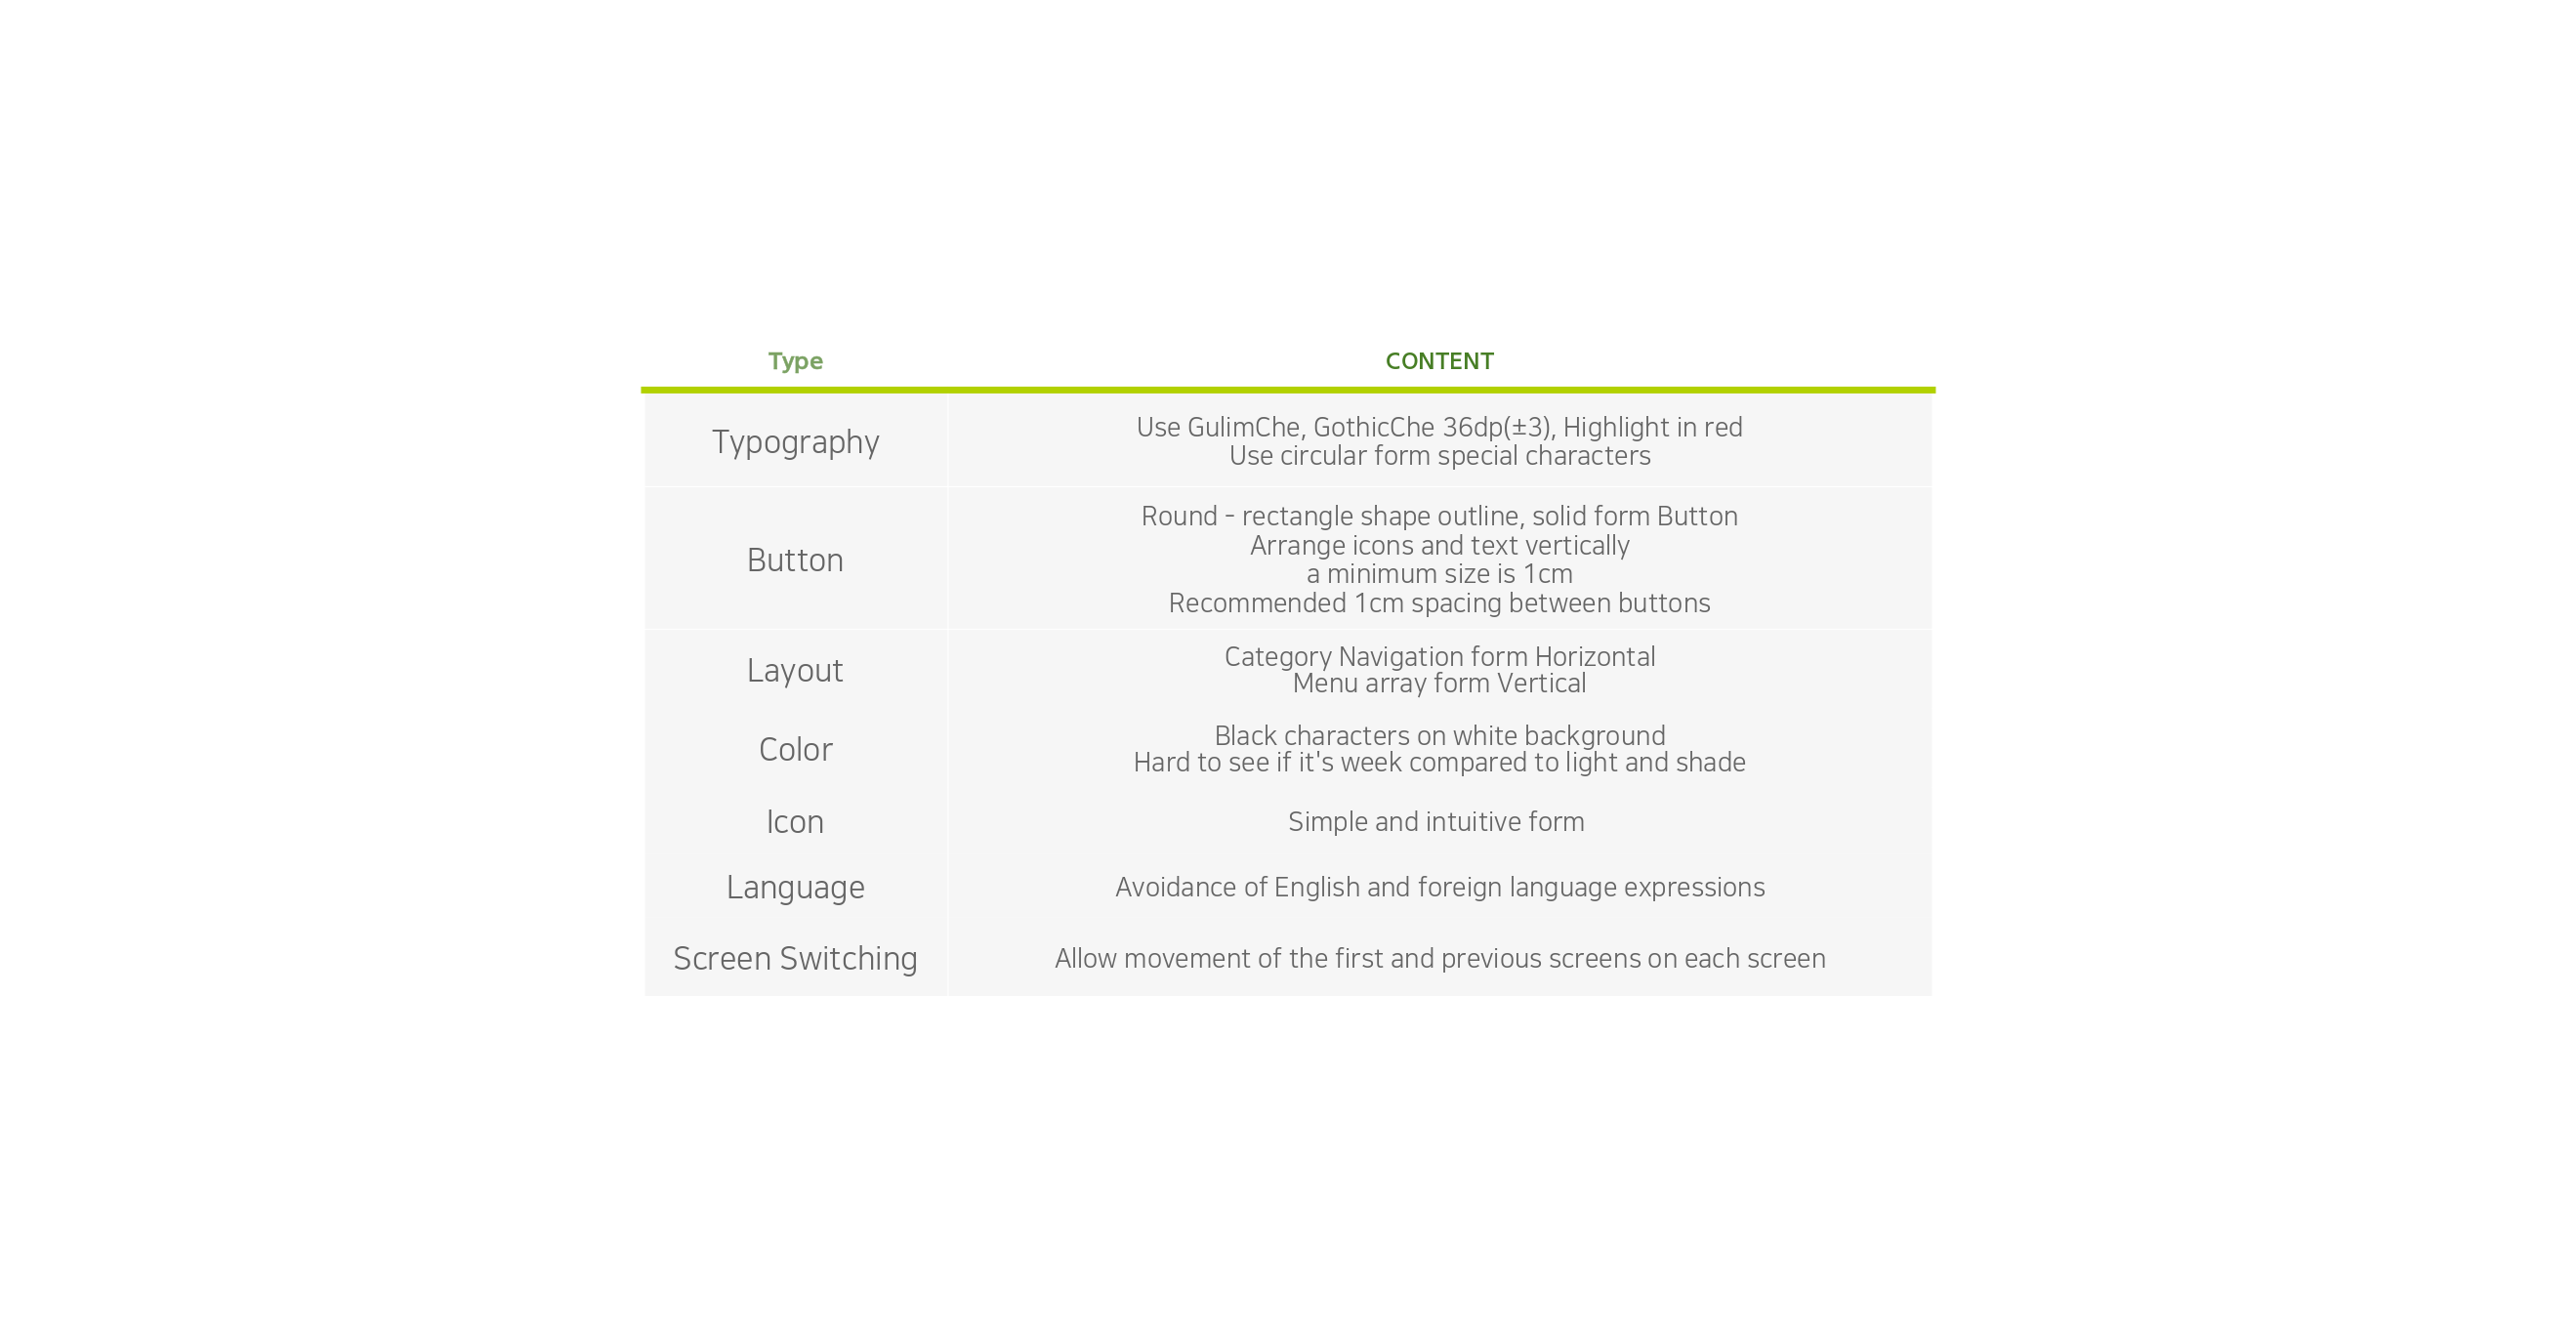 Type CONTENT
Typography
Use GulimChe, GothicChe 36dp(±3), Highlight in red
Use circular form special characters
Button
Round - rectangle shape outline, solid form Button
Arrange icons and text vertically
a minimum size is 1cm
Recommended 1cm spacing between buttons
Layout
Category Navigation form Horizontal
Menu array form Vertical
Color
Black characters on white background
Hard to see if it's week compared to light and shade
Icon
Simple and intuitive form
Language
Avoidance of English and foreign language expressions
Screen Switching
Allow movement of the first and previous screens on each screen